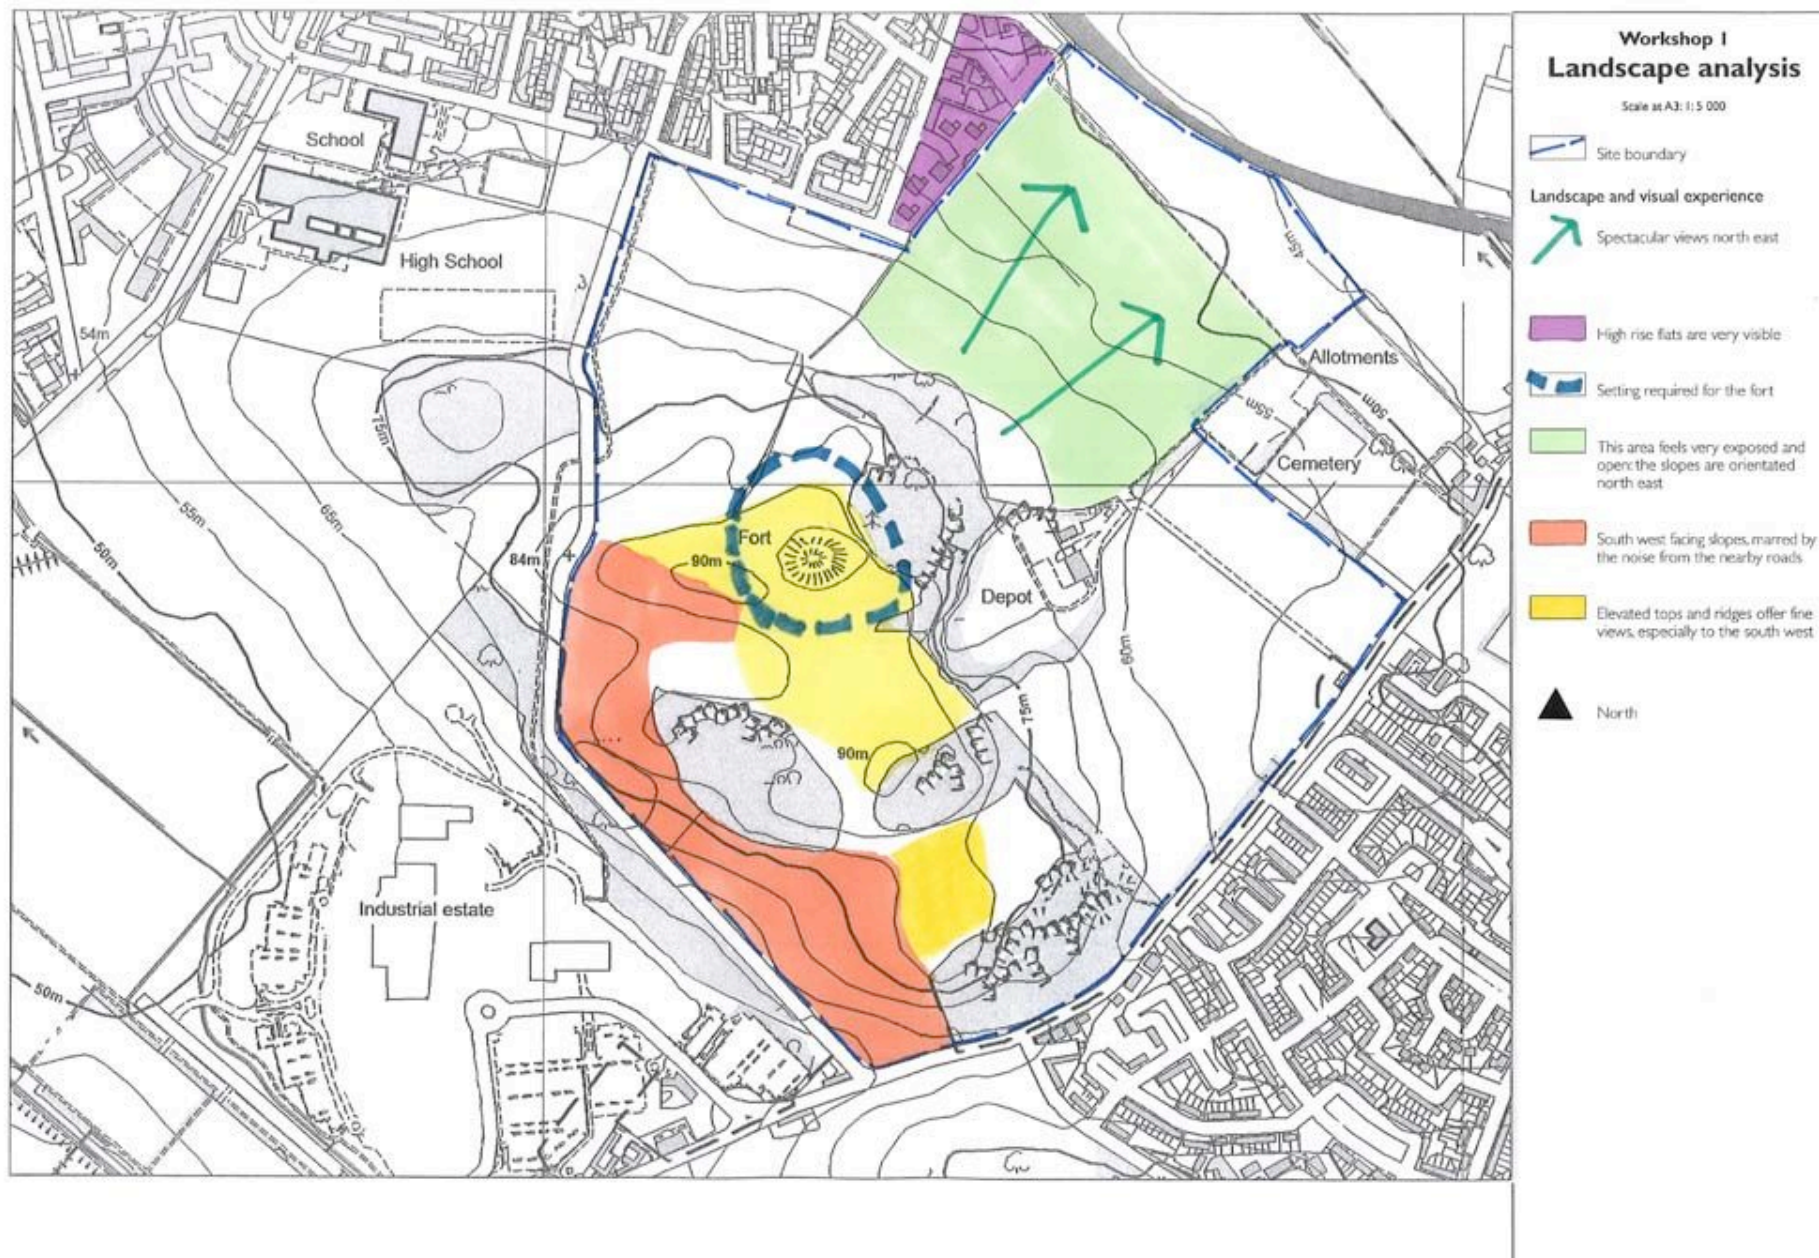 Workshop 1
Landscape analysis
Scale at A3: 1: 5 000
Site boundary
Landscape and visual experience
Spectacular views north east
High rise flats are very visible
Setting required for the fort
This area feels very exposed and
open: the slopes are orientated
north east
South west facing slopes, marred by
the noise from the nearby roads
Elevated tops and ridges offer fine
views, especially to the south west
North
School
High School
54m
45m
Allotments
75m
55m
50m
Cemetery
55m
65m
50m
Fort
84m
90m
Depot
60m
75m
90m
Industrial estate
50m